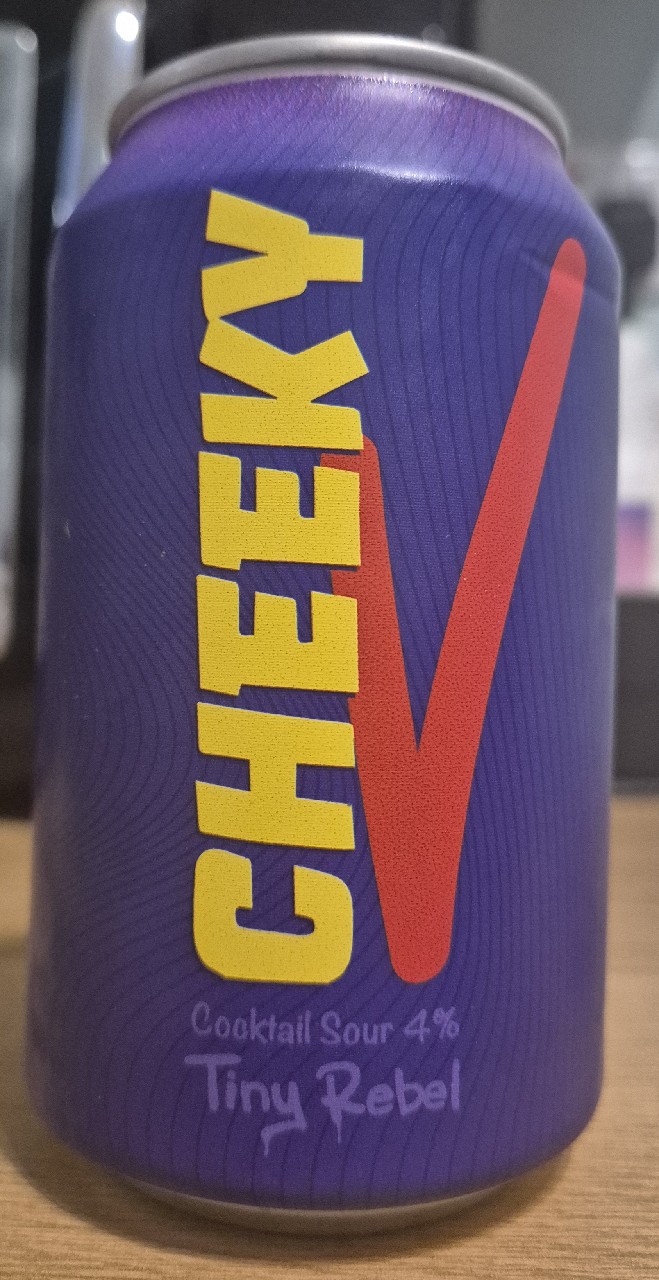 CHEEKY
V
Cocktail Sour 4%
Tiny Rebel